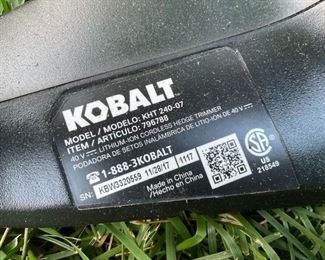 KOBALT
MODEL / MODELO: KHT 240-07
ITEM / ARTÍCULO: 796788
40 V LITHIUM-ION CORDLESS HEDGE TRIMMER
PODADORA DE SETOS INALÁMBRICA DE LITIO-IÓN DE 40 V
1-888-3KOBALT
SN: KBW3320559 11/28/17 1117
Made in China
/Hecho en China
US
218549